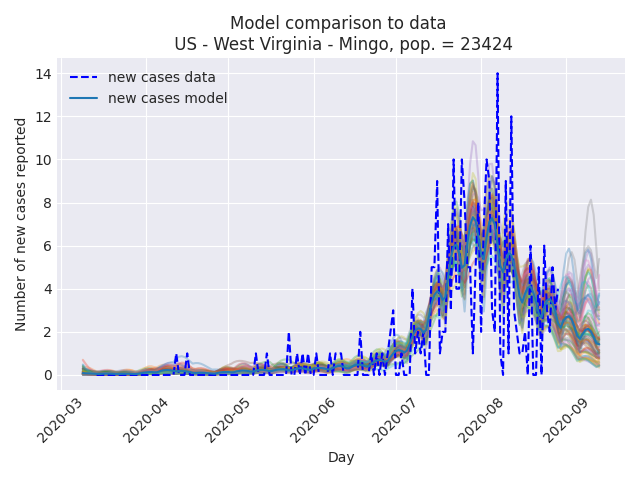 Model comparison to data
US - West Virginia - Mingo, pop. = 23424
new cases data
new cases model
Number of new cases reported
14
12
10
8
6
4
2
0
2020-03
2020-04
2020-05
2020-06
2020-07
2020-08
2020-09
Day